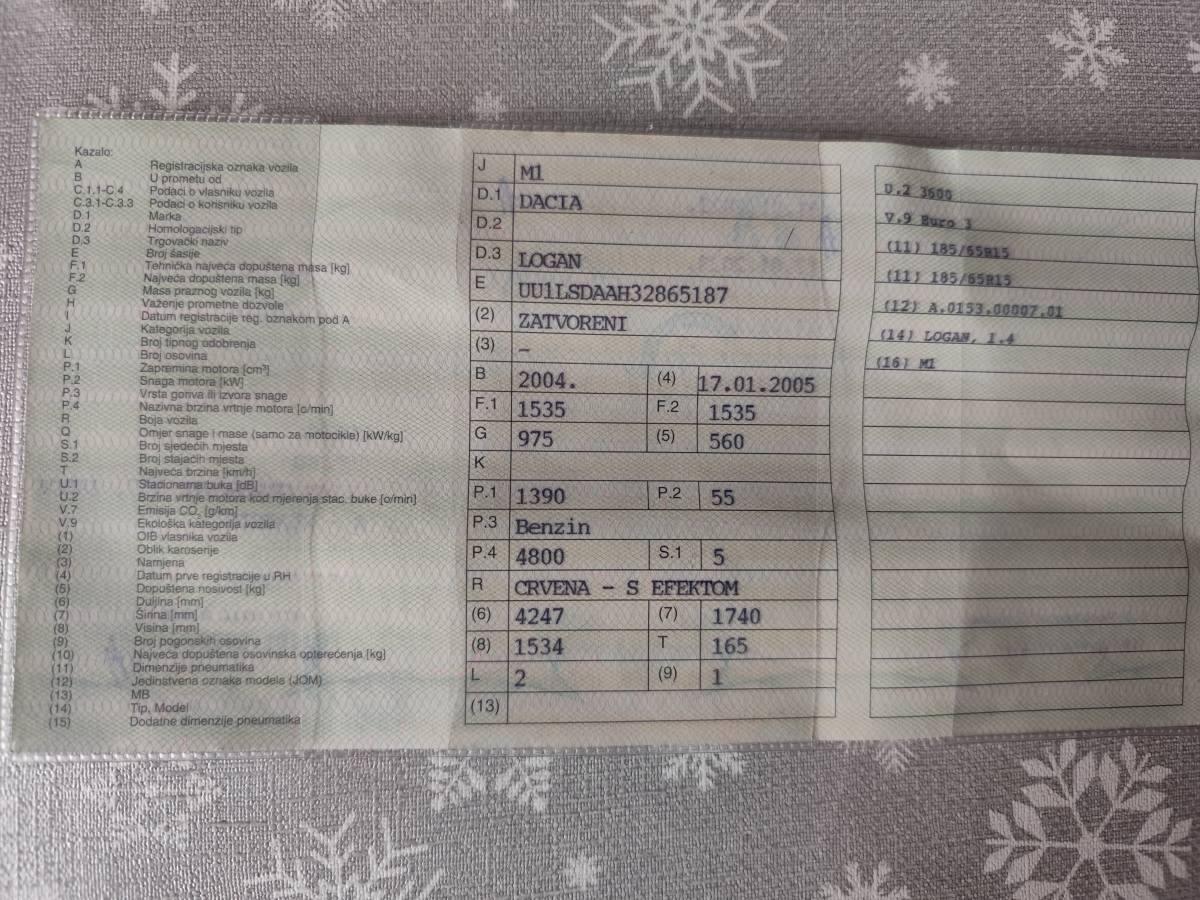 Kazalo:
A Registracijska oznaka vozila
B U prometu od
C.1.1-C.4 Podaci o vlasniku vozila
C.3.1-C.3.3 Podaci o korisniku vozila
D.1 Marka
D.2 Homologacijski tip
D.3 Trgovački naziv
E Broj šasije
F.1 Tehnička najveća dopuštena masa [kg]
F.2 Najveća dopuštena masa [kg]
G Masa praznog vozila [kg]
H Važenje prometne dozvole
I Datum registracije reg. oznakom pod A
J Kategorija vozila
K Broj tipnog odobrenja
L Broj osovina
P.1 Zapremina motora [cm³]
P.2 Snaga motora [kW]
P.3 Vrsta goriva ili izvora snage
P.4 Nazivna brzina vrtnje motora [o/min]
R Boja vozila
Q Omjer snage i mase (samo za motocikle) [kW/kg]
S.1 Broj sjedećih mjesta
S.2 Broj stajaćih mjesta
T Najveća brzina [km/h]
U.1 Stacionarna buka [dB]
U.2 Brzina vrtnje motora kod mjerenja stac. buke [o/min]
V.7 Emisija CO₂ [g/km]
V.9 Ekološka kategorija vozila
(1) OIB vlasnika vozila
(2) Oblik karoserije
(3) Namjena
(4) Datum prve registracije u RH
(5) Dopuštena nosivost [kg]
(6) Duljina [mm]
(7) Širina [mm]
(8) Visina [mm]
(9) Broj pogonskih osovina
(10) Najveća dopuštena osovinska opterećenja [kg]
(11) Dimenzije pneumatika
(12) Jedinstvena oznaka modela (JOM)
(13) MB
(14) Tip, Model
(15) Dodatne dimenzije pneumatika
J M1
D.1 DACIA
D.2
D.3 LOGAN
E UU1LSDAAH32865187
(2) ZATVORENI
(3) –
B 2004. (4) 17.01.2005
F.1 1535 F.2 1535
G 975 (5) 560
K
P.1 1390 P.2 55
P.3 Benzin
P.4 4800 S.1 5
R CRVENA - S EFEKTOM
(6) 4247 (7) 1740
(8) 1534 T 165
L 2 (9) 1
(13)
U.2 3600
V.9 Euro 3
(11) 185/65R15
(11) 185/65R15
(12) A.0153.00007.01
(14) LOGAN, 1.4
(16) M1